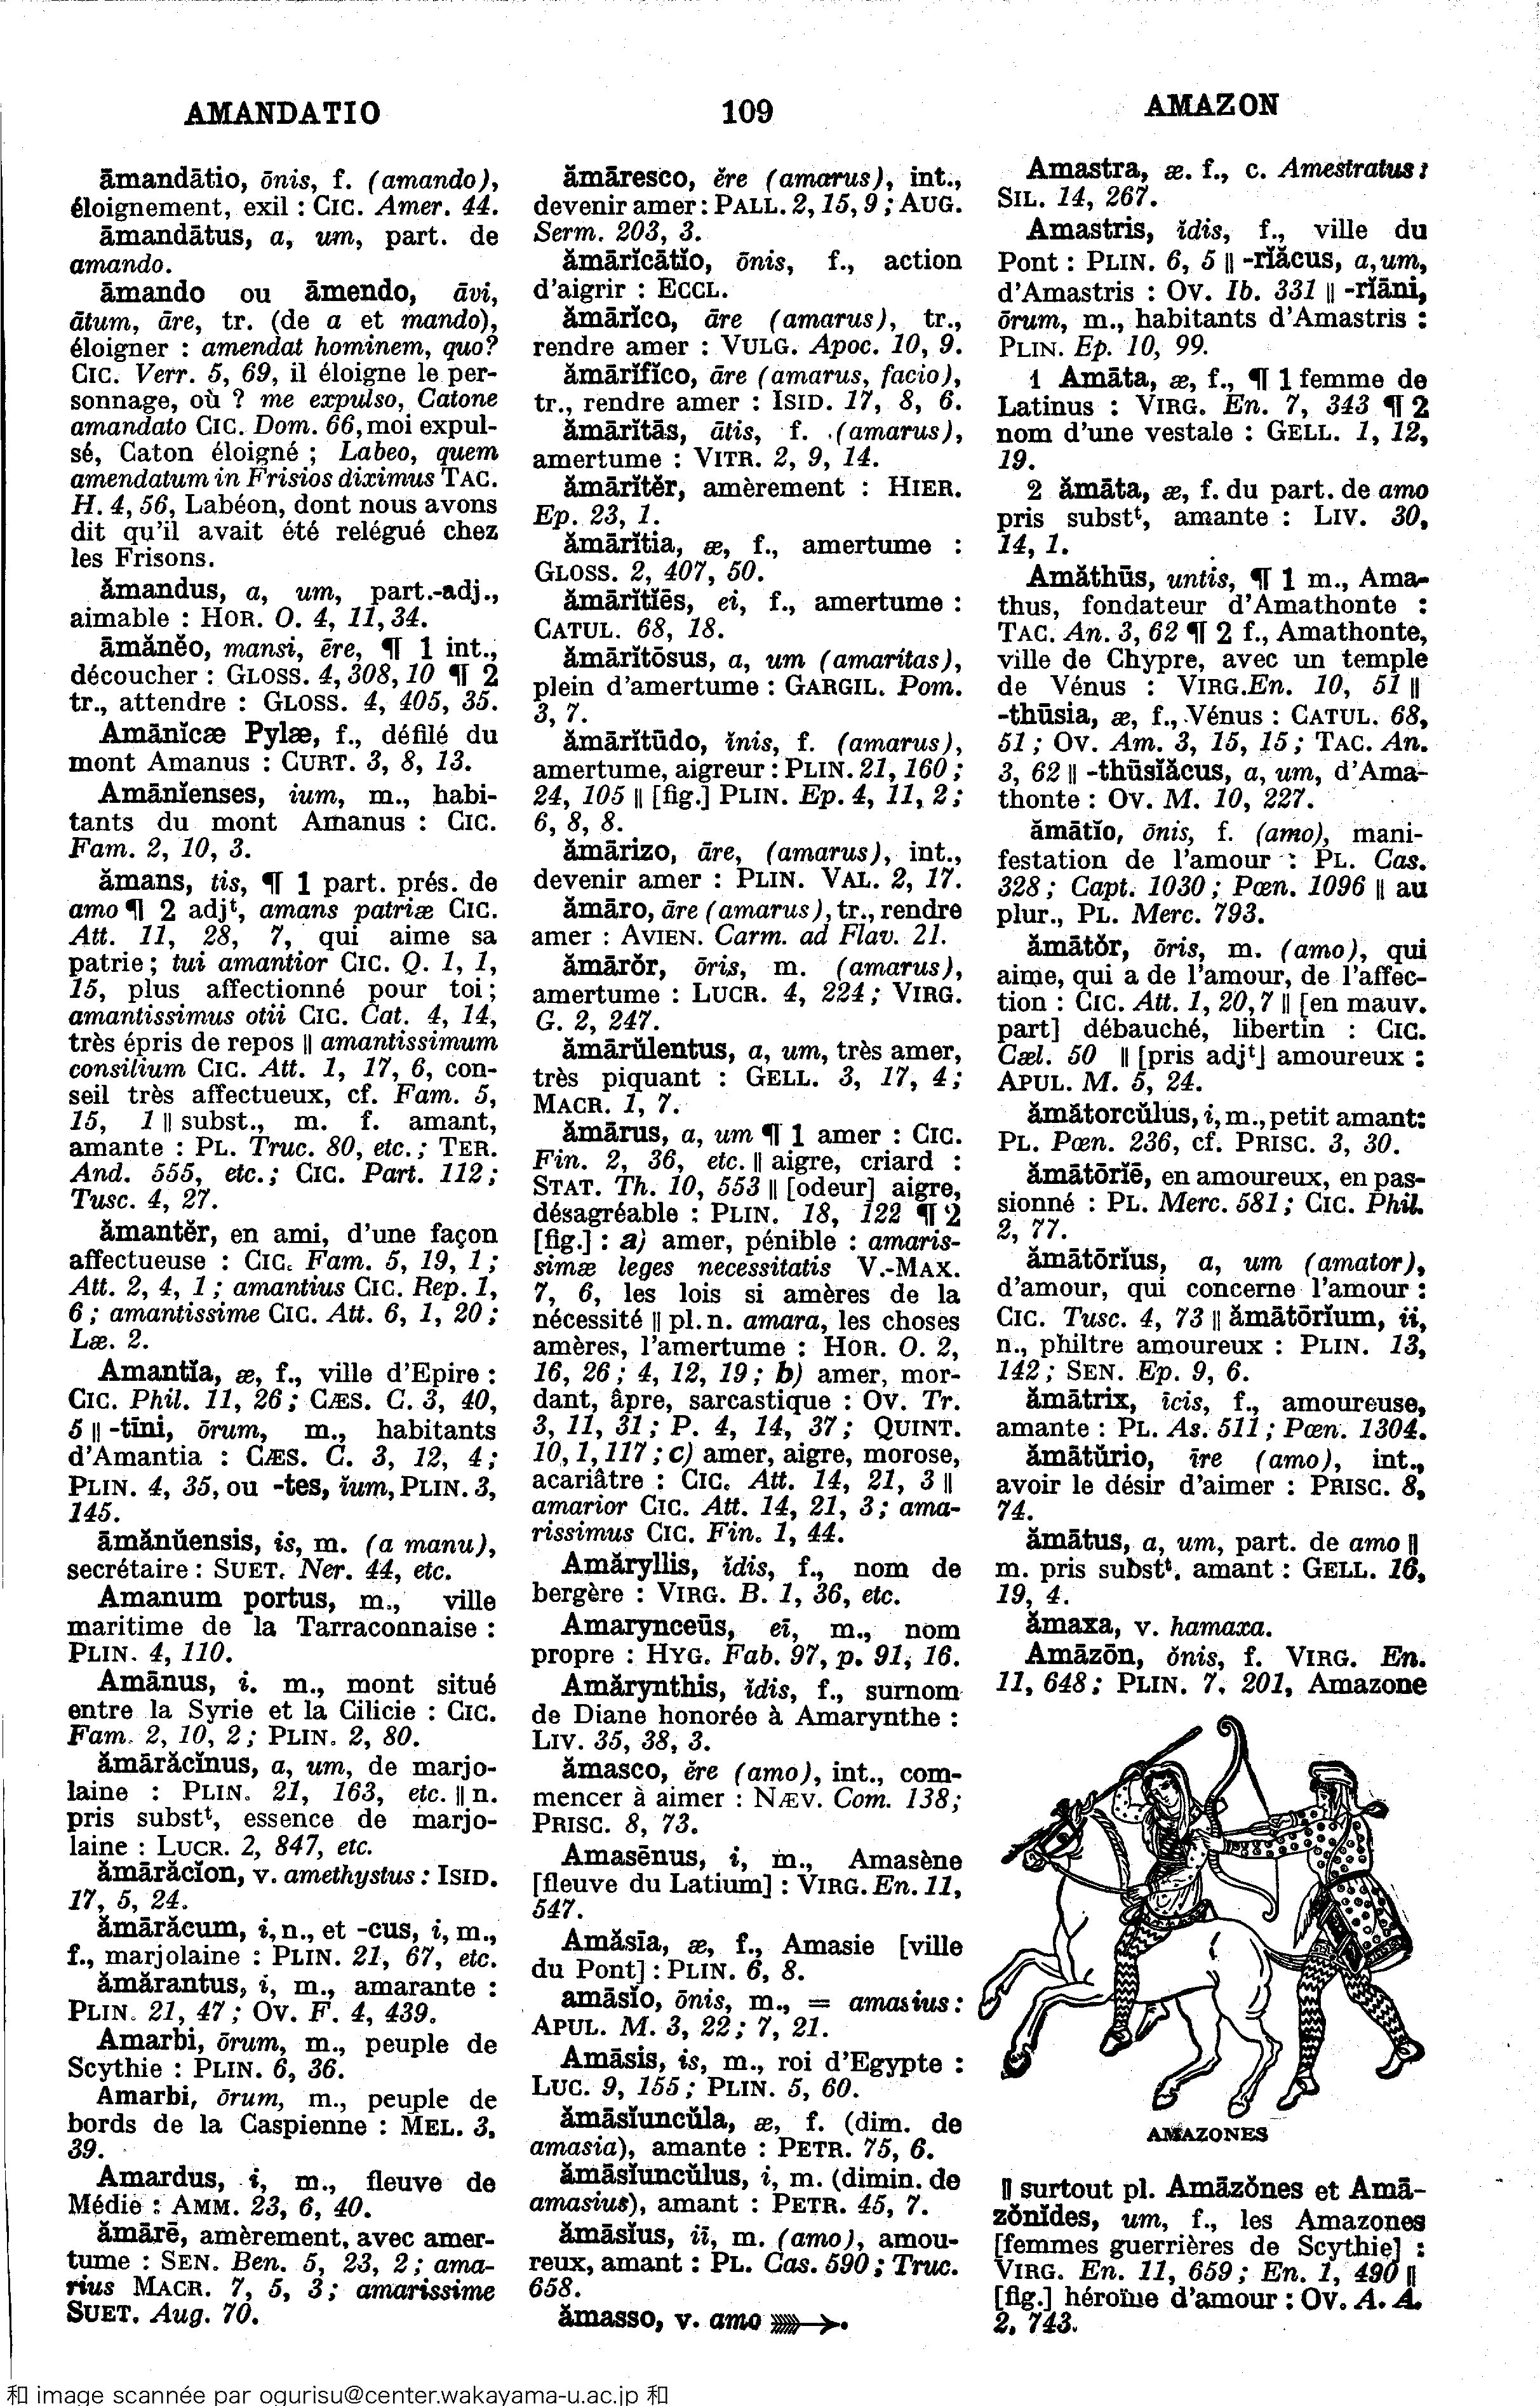 AMANDATIO
109
AMAZON
āmandātio, ōnis, f. (amando),
éloignement, exil : CIC. Amer. 44.
āmandātus, a, um, part. de
amando.
āmando ou āmendo, āvi,
ātum, āre, tr. (de a et mando),
éloigner : amendat hominem, quo?
CIC. Verr. 5, 69, il éloigne le per-
sonnage, où ? me expulso, Catone
amandato CIC. Dom. 66, moi expul-
sé, Caton éloigné ; Labeo, quem
amendatum in Frisios diximus TAC.
H. 4, 56, Labéon, dont nous avons
dit qu'il avait été relégué chez
les Frisons.
ămandus, a, um, part.-adj.,
aimable : HOR. O. 4, 11, 34.
āmănĕo, mansi, ēre, ¶ 1 int.,
découcher : GLOSS. 4, 308, 10 ¶ 2
tr., attendre : GLOSS. 4, 405, 35.
Amānĭcæ Pylæ, f., défilé du
mont Amanus : CURT. 3, 8, 13.
Amānĭenses, ium, m., habi-
tants du mont Amanus : CIC.
Fam. 2, 10, 3.
ămans, tis, ¶ 1 part. prés. de
amo ¶ 2 adjᵗ, amans patriæ CIC.
Att. 11, 28, 7, qui aime sa
patrie ; tui amantior CIC. Q. 1, 1,
15, plus affectionné pour toi ;
amantissimus otii CIC. Cat. 4, 14,
très épris de repos || amantissimum
consilium CIC. Att. 1, 17, 6, con-
seil très affectueux, cf. Fam. 5,
15, 1 || subst., m. f. amant,
amante : PL. Truc. 80, etc. ; TER.
And. 555, etc. ; CIC. Part. 112 ;
Tusc. 4, 27.
ămantĕr, en ami, d'une façon
affectueuse : CIC. Fam. 5, 19, 1 ;
Att. 2, 4, 1 ; amantius CIC. Rep. 1,
6 ; amantissime CIC. Att. 6, 1, 20 ;
Læ. 2.
Amantĭa, æ, f., ville d'Epire :
CIC. Phil. 11, 26 ; CÆS. C. 3, 40,
5 || -tīni, ōrum, m., habitants
d'Amantia : CÆS. C. 3, 12, 4 ;
PLIN. 4, 35, ou -tes, ĭum, PLIN. 3,
145.
āmănŭensis, is, m. (a manu),
secrétaire : SUET. Ner. 44, etc.
Amanum portus, m., ville
maritime de la Tarraconnaise :
PLIN. 4, 110.
Amānus, i. m., mont situé
entre la Syrie et la Cilicie : CIC.
Fam. 2, 10, 2 ; PLIN. 2, 80.
ămārăcĭnus, a, um, de marjo-
laine : PLIN. 21, 163, etc. || n.
pris substᵗ, essence de marjo-
laine : LUCR. 2, 847, etc.
ămārăcĭon, v. amethystus : ISID.
17, 5, 24.
ămārăcum, i, n., et -cus, i, m.,
f., marjolaine : PLIN. 21, 67, etc.
ămărantus, i, m., amarante :
PLIN. 21, 47 ; OV. F. 4, 439.
Amarbi, ōrum, m., peuple de
Scythie : PLIN. 6, 36.
Amarbi, ōrum, m., peuple de
bords de la Caspienne : MEL. 3,
39.
Amardus, i, m., fleuve de
Médie : AMM. 23, 6, 40.
ămārē, amèrement, avec amer-
tume : SEN. Ben. 5, 23, 2 ; ama-
rius MACR. 7, 5, 3 ; amarissime
SUET. Aug. 70.
ămāresco, ĕre (amarus), int.,
devenir amer : PALL. 2, 15, 9 ; AUG.
Serm. 203, 3.
ămārĭcātĭo, ōnis, f., action
d'aigrir : ECCL.
ămārĭco, āre (amarus), tr.,
rendre amer : VULG. Apoc. 10, 9.
ămārĭfĭco, āre (amarus, facio),
tr., rendre amer : ISID. 17, 8, 6.
ămārĭtās, ātis, f. (amarus),
amertume : VITR. 2, 9, 14.
ămārĭtĕr, amèrement : HIER.
Ep. 23, 1.
ămārĭtia, æ, f., amertume :
GLOSS. 2, 407, 50.
ămārĭtĭēs, ei, f., amertume :
CATUL. 68, 18.
ămārĭtōsus, a, um (amaritas),
plein d'amertume : GARGIL. Pom.
3, 7.
ămārĭtūdo, ĭnis, f. (amarus),
amertume, aigreur : PLIN. 21, 160 ;
24, 105 || [fig.] PLIN. Ep. 4, 11, 2 ;
6, 8, 8.
ămārizo, āre, (amarus), int.,
devenir amer : PLIN. VAL. 2, 17.
ămāro, āre (amarus), tr., rendre
amer : AVIEN. Carm. ad Flav. 21.
ămārŏr, ōris, m. (amarus),
amertume : LUCR. 4, 224 ; VIRG.
G. 2, 247.
ămārŭlentus, a, um, très amer,
très piquant : GELL. 3, 17, 4 ;
MACR. 1, 7.
ămārus, a, um ¶ 1 amer : CIC.
Fin. 2, 36, etc. || aigre, criard :
STAT. Th. 10, 553 || [odeur] aigre,
désagréable : PLIN. 18, 122 ¶ 2
[fig.] : a) amer, pénible : amaris-
simæ leges necessitatis V.-MAX.
7, 6, les lois si amères de la
nécessité || pl. n. amara, les choses
amères, l'amertume : HOR. O. 2,
16, 26 ; 4, 12, 19 ; b) amer, mor-
dant, âpre, sarcastique : OV. Tr.
3, 11, 31 ; P. 4, 14, 37 ; QUINT.
10, 1, 117 ; c) amer, aigre, morose,
acariâtre : CIC. Att. 14, 21, 3 ||
amarior CIC. Att. 14, 21, 3 ; ama-
rissimus CIC. Fin. 1, 44.
Amăryllis, ĭdis, f., nom de
bergère : VIRG. B. 1, 36, etc.
Amarynceūs, eī, m., nom
propre : HYG. Fab. 97, p. 91, 16.
Amărynthis, ĭdis, f., surnom
de Diane honorée à Amarynthe :
LIV. 35, 38, 3.
ămasco, ĕre (amo), int., com-
mencer à aimer : NÆV. Com. 138 ;
PRISC. 8, 73.
Amasēnus, i, m., Amasène
[fleuve du Latium] : VIRG. En. 11,
547.
Amăsīa, æ, f., Amasie [ville
du Pont] : PLIN. 6, 8.
amāsĭo, ōnis, m., = amasius :
APUL. M. 3, 22 ; 7, 21.
Amāsis, is, m., roi d'Egypte :
LUC. 9, 155 ; PLIN. 5, 60.
ămāsĭuncŭla, æ, f. (dim. de
amasia), amante : PETR. 75, 6.
ămāsĭuncŭlus, i, m. (dimin. de
amasius), amant : PETR. 45, 7.
ămāsĭus, ĭī, m. (amo), amou-
reux, amant : PL. Cas. 590 ; Truc.
658.
ămasso, v. amo
Amastra, æ. f., c. Amestratus :
SIL. 14, 267.
Amastris, ĭdis, f., ville du
Pont : PLIN. 6, 5 || -rĭăcus, a, um,
d'Amastris : OV. Ib. 331 || -rĭāni,
ōrum, m., habitants d'Amastris :
PLIN. Ep. 10, 99.
1 Amāta, æ, f., ¶ 1 femme de
Latinus : VIRG. En. 7, 343 ¶ 2
nom d'une vestale : GELL. 1, 12,
19.
2 ămāta, æ, f. du part. de amo
pris substᵗ, amante : LIV. 30,
14, 1.
Amăthūs, untis, ¶ 1 m., Ama-
thus, fondateur d'Amathonte :
TAC. An. 3, 62 ¶ 2 f., Amathonte,
ville de Chypre, avec un temple
de Vénus : VIRG. En. 10, 51 ||
-thūsia, æ, f., Vénus : CATUL. 68,
51 ; OV. Am. 3, 15, 15 ; TAC. An.
3, 62 || -thūsĭăcus, a, um, d'Ama-
thonte : OV. M. 10, 227.
ămātĭo, ōnis, f. (amo), mani-
festation de l'amour : PL. Cas.
328 ; Capt. 1030 ; Pœn. 1096 || au
plur., PL. Merc. 793.
ămātŏr, ōris, m. (amo), qui
aime, qui a de l'amour, de l'affec-
tion : CIC. Att. 1, 20, 7 || [en mauv.
part] débauché, libertin : CIC.
Cæl. 50 || [pris adjᵗ] amoureux :
APUL. M. 5, 24.
ămătorcŭlus, i, m., petit amant :
PL. Pœn. 236, cf. PRISC. 3, 30.
ămātōrĭē, en amoureux, en pas-
sionné : PL. Merc. 581 ; CIC. Phil.
2, 77.
ămātōrĭus, a, um (amator),
d'amour, qui concerne l'amour :
CIC. Tusc. 4, 73 || ămātōrĭum, ii,
n., philtre amoureux : PLIN. 13,
142 ; SEN. Ep. 9, 6.
ămātrix, īcis, f., amoureuse,
amante : PL. As. 511 ; Pœn. 1304.
ămātŭrio, īre (amo), int.,
avoir le désir d'aimer : PRISC. 8,
74.
ămātus, a, um, part. de amo ||
m. pris substᵗ. amant : GELL. 16,
19, 4.
ămaxa, v. hamaxa.
Amāzōn, ŏnis, f. VIRG. En.
11, 648 ; PLIN. 7, 201, Amazone
AMAZONES
|| surtout pl. Amāzŏnes et Amā-
zŏnĭdes, um, f., les Amazones
[femmes guerrières de Scythie] :
VIRG. En. 11, 659 ; En. 1, 490 ||
[fig.] héroïne d'amour : OV. A. A.
2, 743.
和 image scannée par ogurisu@center.wakayama-u.ac.jp 和